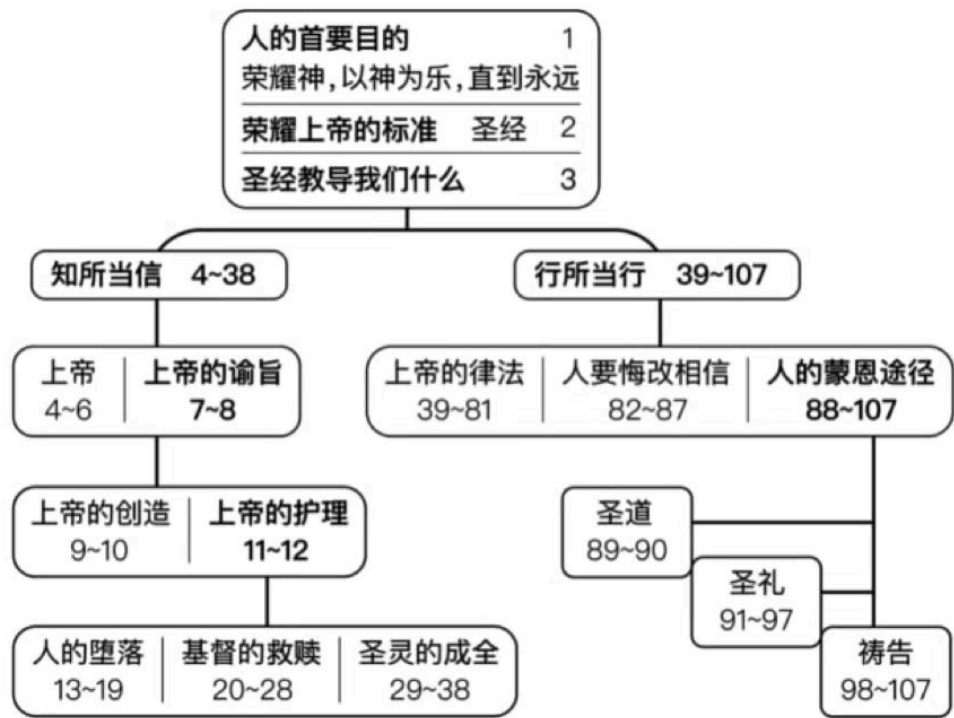 人的首要目的 1
荣耀神,以神为乐,直到永远
荣耀上帝的标准 圣经 2
圣经教导我们什么 3
知所当信 4~38
行所当行 39~107
上帝 上帝的谕旨
4~6 7~8
上帝的律法 人要悔改相信 人的蒙恩途径
39~81 82~87 88~107
上帝的创造 上帝的护理
9~10 11~12
圣道
89~90
圣礼
91~97
人的堕落 基督的救赎 圣灵的成全
13~19 20~28 29~38
祷告
98~107